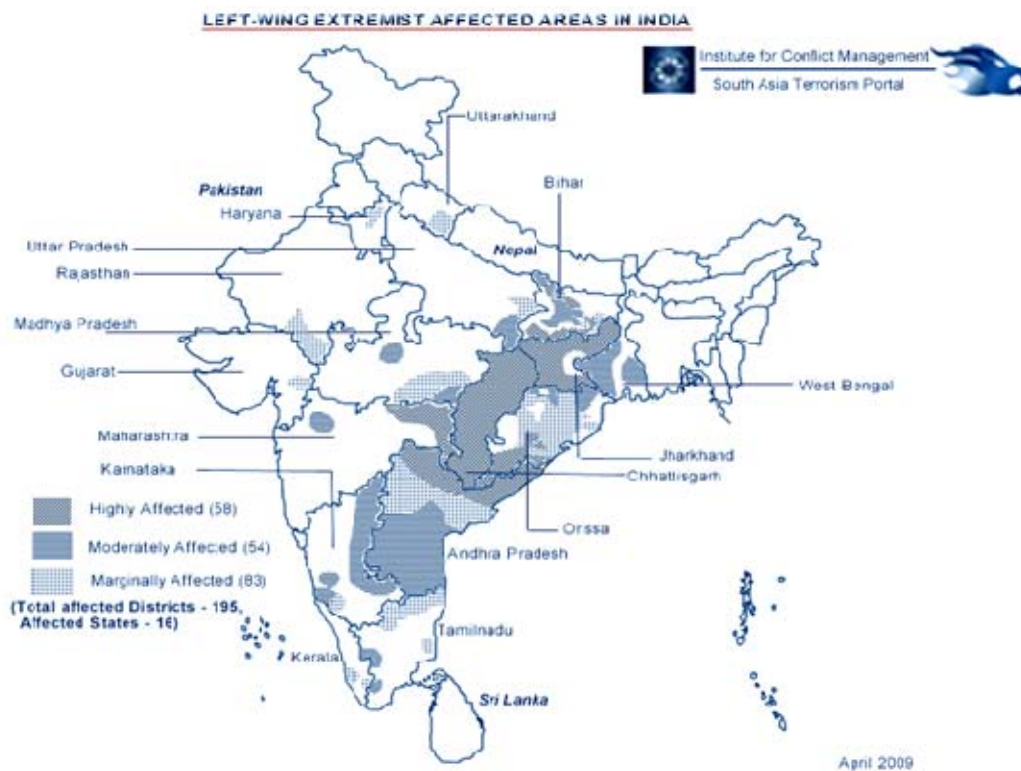 LEFT-WING EXTREMIST AFFECTED AREAS IN INDIA
Institute for Conflict Management
South Asia Terrorism Portal
Uttarakhand
Bihar
Pakistan
Haryana
Uttar Pradesh
Nepal
Rajasthan
Madhya Pradesh
Gujarat
West Bengal
Maharashtra
Jharkhand
Karnataka
Chhattisgarh
Highly Affected (58)
Orissa
Moderately Affected (54)
Andhra Pradesh
Marginally Affected (83)
(Total affected Districts - 195,
Affected States - 16)
Tamilnadu
Kerala
Sri Lanka
April 2009